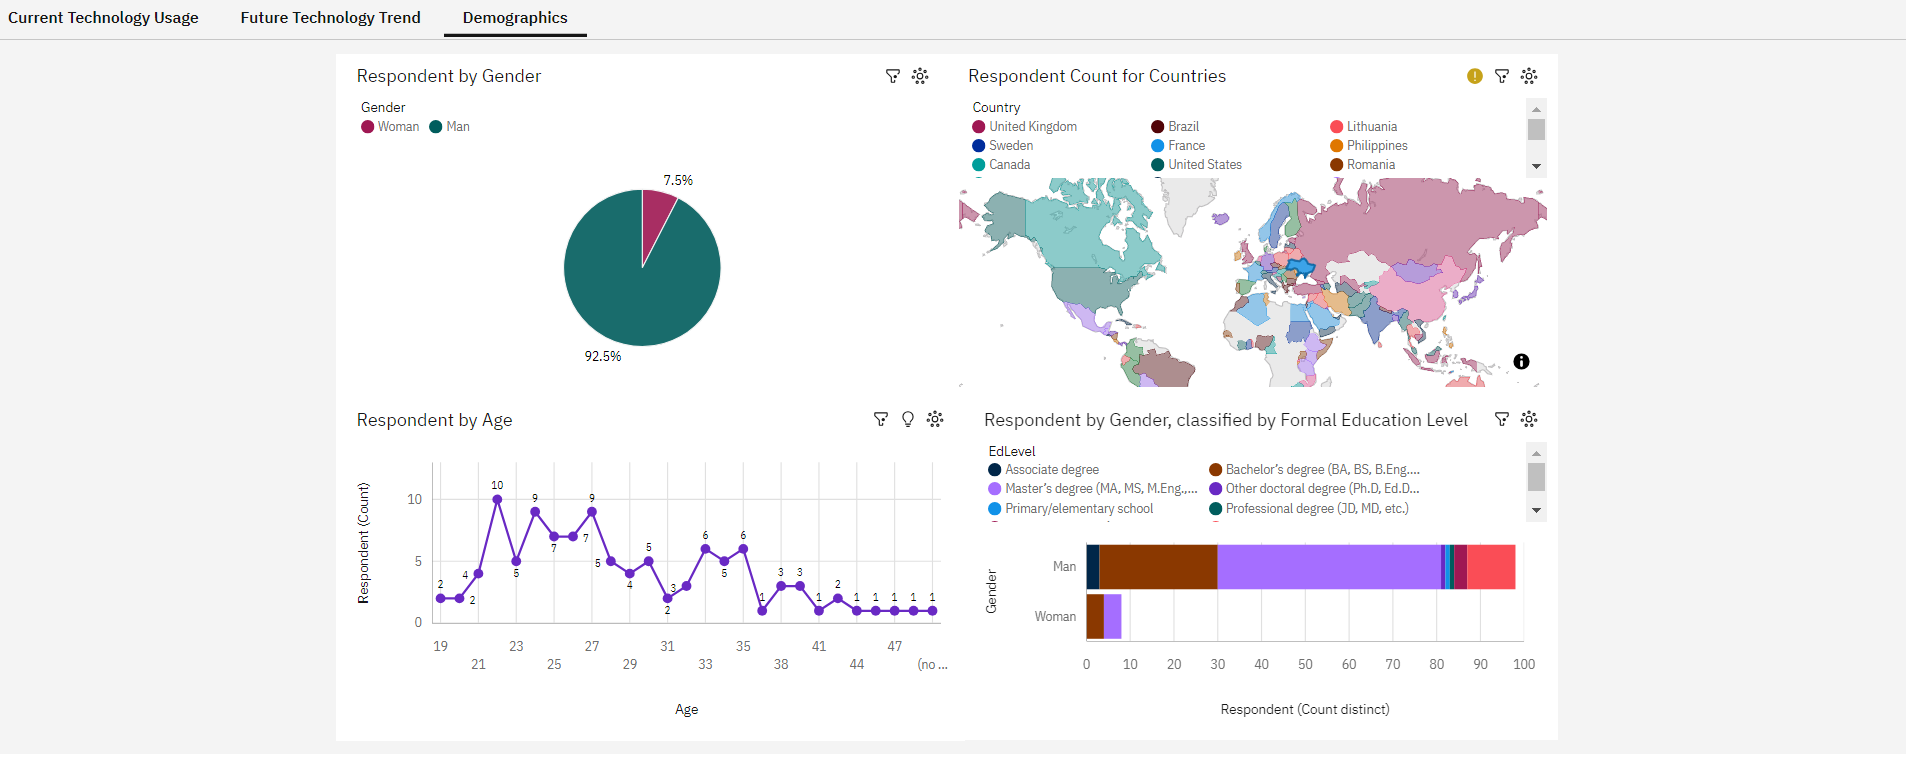 Current Technology Usage Future Technology Trend Demographics
Respondent by Gender
Gender
Woman Man
7.5%
92.5%
Respondent Count for Countries
Country
United Kingdom Brazil Lithuania
Sweden France Philippines
Canada United States Romania
Respondent by Age
Respondent (Count)
10
5
0
2 4 2 10 5 9 7 7 9 5 4 5 2 3 6 5 6 1 3 3 1 2 1 1 1 1 1
19 23 27 31 35 41 47
21 25 29 33 38 44 (no ...
Age
Respondent by Gender, classified by Formal Education Level
EdLevel
Associate degree Bachelor’s degree (BA, BS, B.Eng....
Master’s degree (MA, MS, M.Eng.,... Other doctoral degree (Ph.D, Ed.D...
Primary/elementary school Professional degree (JD, MD, etc.)
Gender
Man
Woman
0 10 20 30 40 50 60 70 80 90 100
Respondent (Count distinct)